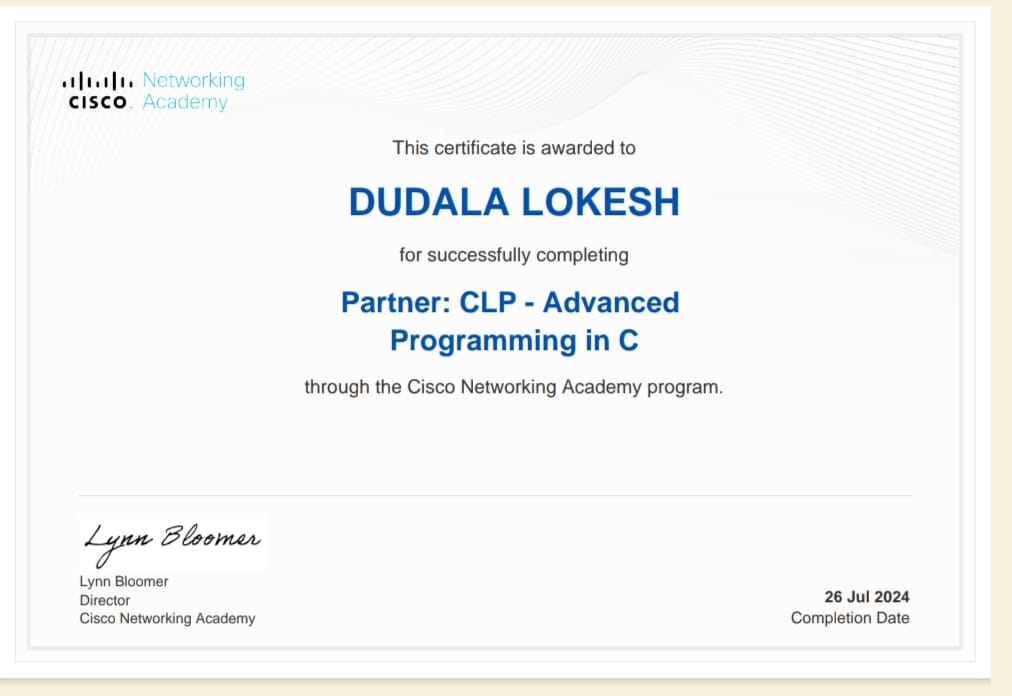 Networking
CISCO. Academy
This certificate is awarded to
DUDALA LOKESH
for successfully completing
Partner: CLP - Advanced
Programming in C
through the Cisco Networking Academy program.
Lynn Bloomer
Lynn Bloomer
Director
Cisco Networking Academy
26 Jul 2024
Completion Date